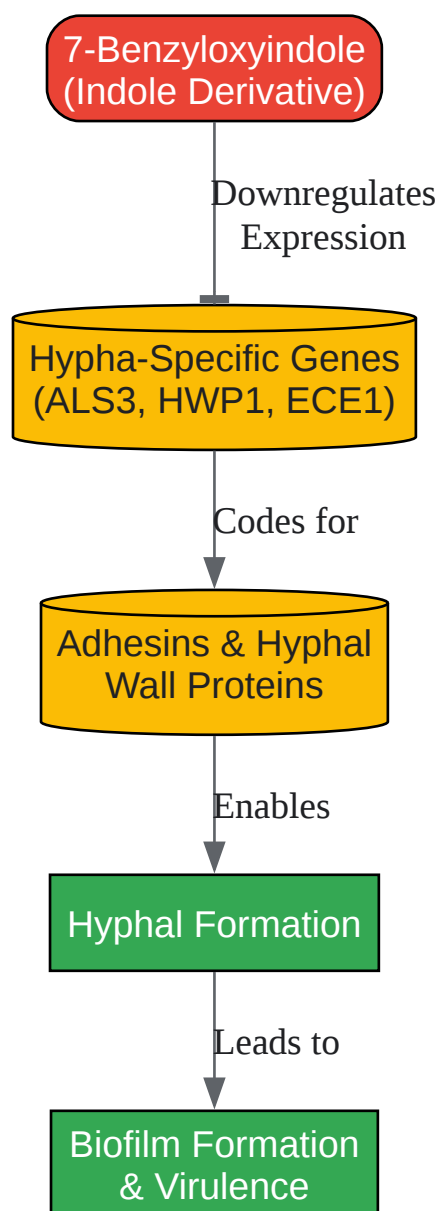 7-Benzyloxyindole
(Indole Derivative)
Downregulates
Expression
Hypha-Specific Genes
(ALS3, HWP1, ECE1)
Codes for
Adhesins & Hyphal
Wall Proteins
Enables
Hyphal Formation
Leads to
Biofilm Formation
& Virulence